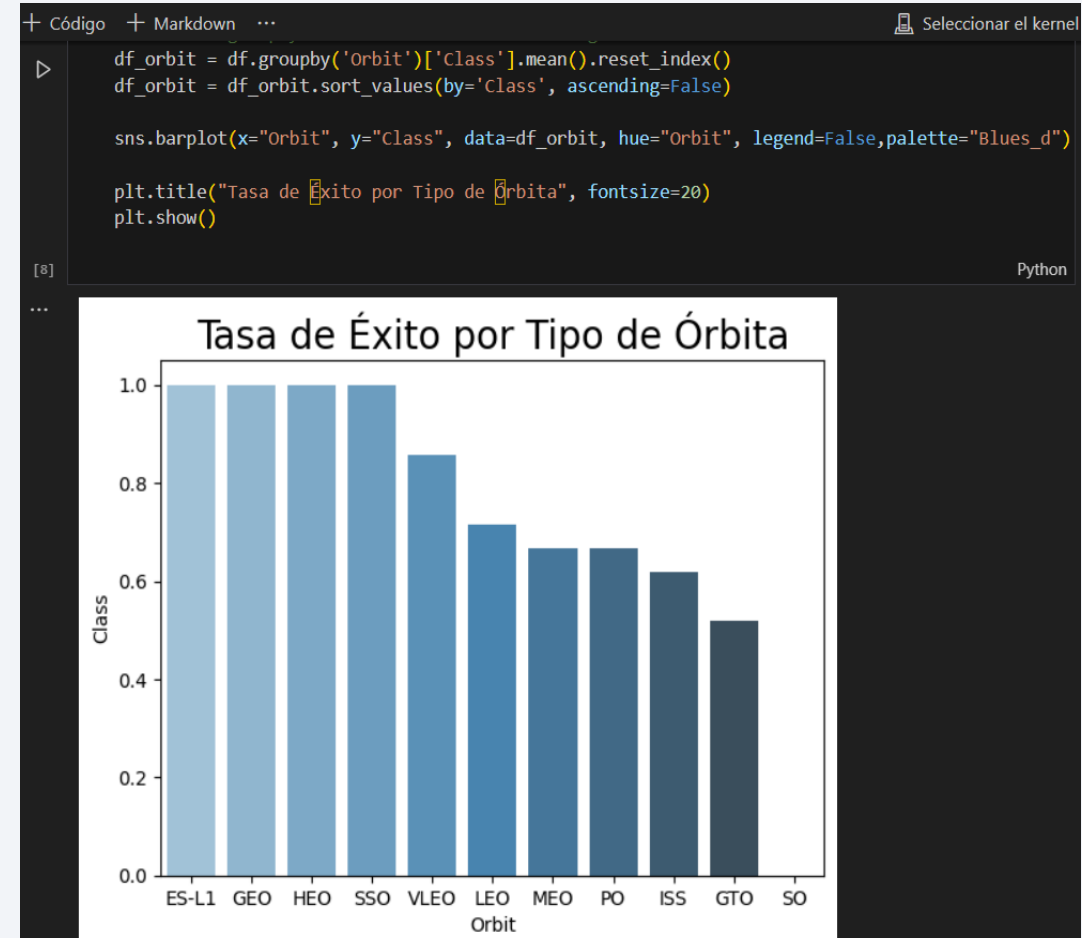 + Código + Markdown ... Seleccionar el kernel
df_orbit = df.groupby('Orbit')['Class'].mean().reset_index()
df_orbit = df_orbit.sort_values(by='Class', ascending=False)
sns.barplot(x="Orbit", y="Class", data=df_orbit, hue="Orbit", legend=False,palette="Blues_d")
plt.title("Tasa de Éxito por Tipo de Órbita", fontsize=20)
plt.show()
[8] Python
...
Tasa de Éxito por Tipo de Órbita
1.0
0.8
0.6
Class
0.4
0.2
0.0
ES-L1 GEO HEO SSO VLEO LEO MEO PO ISS GTO SO
Orbit